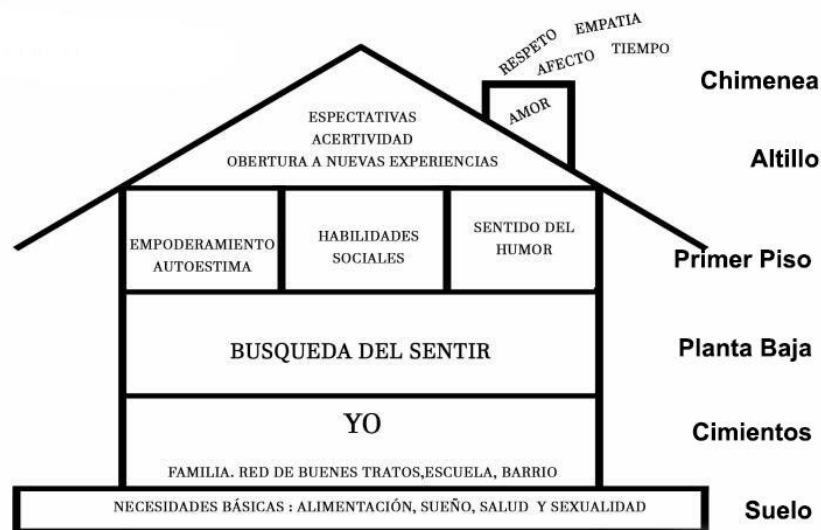 RESPETO EMPATIA
AFECTO TIEMPO
AMOR
Chimenea
ESPECTATIVAS
ACERTIVIDAD
OBERTURA A NUEVAS EXPERIENCIAS
Altillo
EMPODERAMIENTO
AUTOESTIMA
HABILIDADES
SOCIALES
SENTIDO DEL
HUMOR
Primer Piso
BUSQUEDA DEL SENTIR
Planta Baja
YO
FAMILIA. RED DE BUENES TRATOS,ESCUELA, BARRIO
Cimientos
NECESIDADES BÁSICAS : ALIMENTACIÓN, SUEÑO, SALUD Y SEXUALIDAD
Suelo